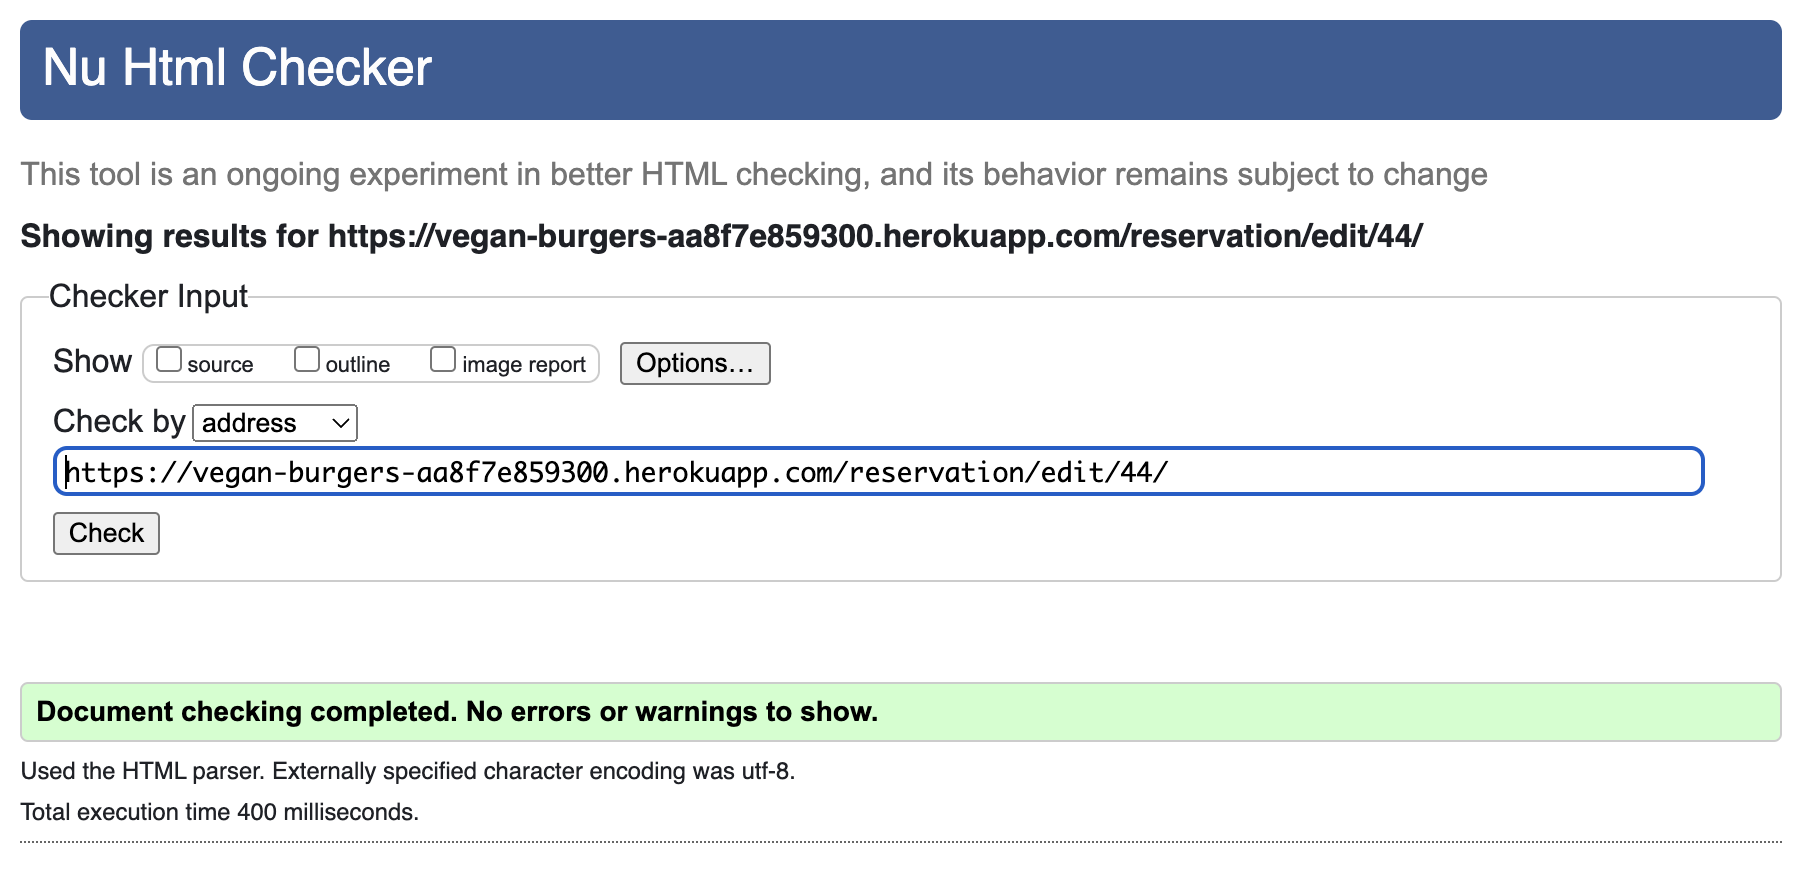 Nu Html Checker
This tool is an ongoing experiment in better HTML checking, and its behavior remains subject to change
Showing results for https://vegan-burgers-aa8f7e859300.herokuapp.com/reservation/edit/44/
Checker Input
Show source outline image report Options...
Check by address
https://vegan-burgers-aa8f7e859300.herokuapp.com/reservation/edit/44/
Check
Document checking completed. No errors or warnings to show.
Used the HTML parser. Externally specified character encoding was utf-8.
Total execution time 400 milliseconds.